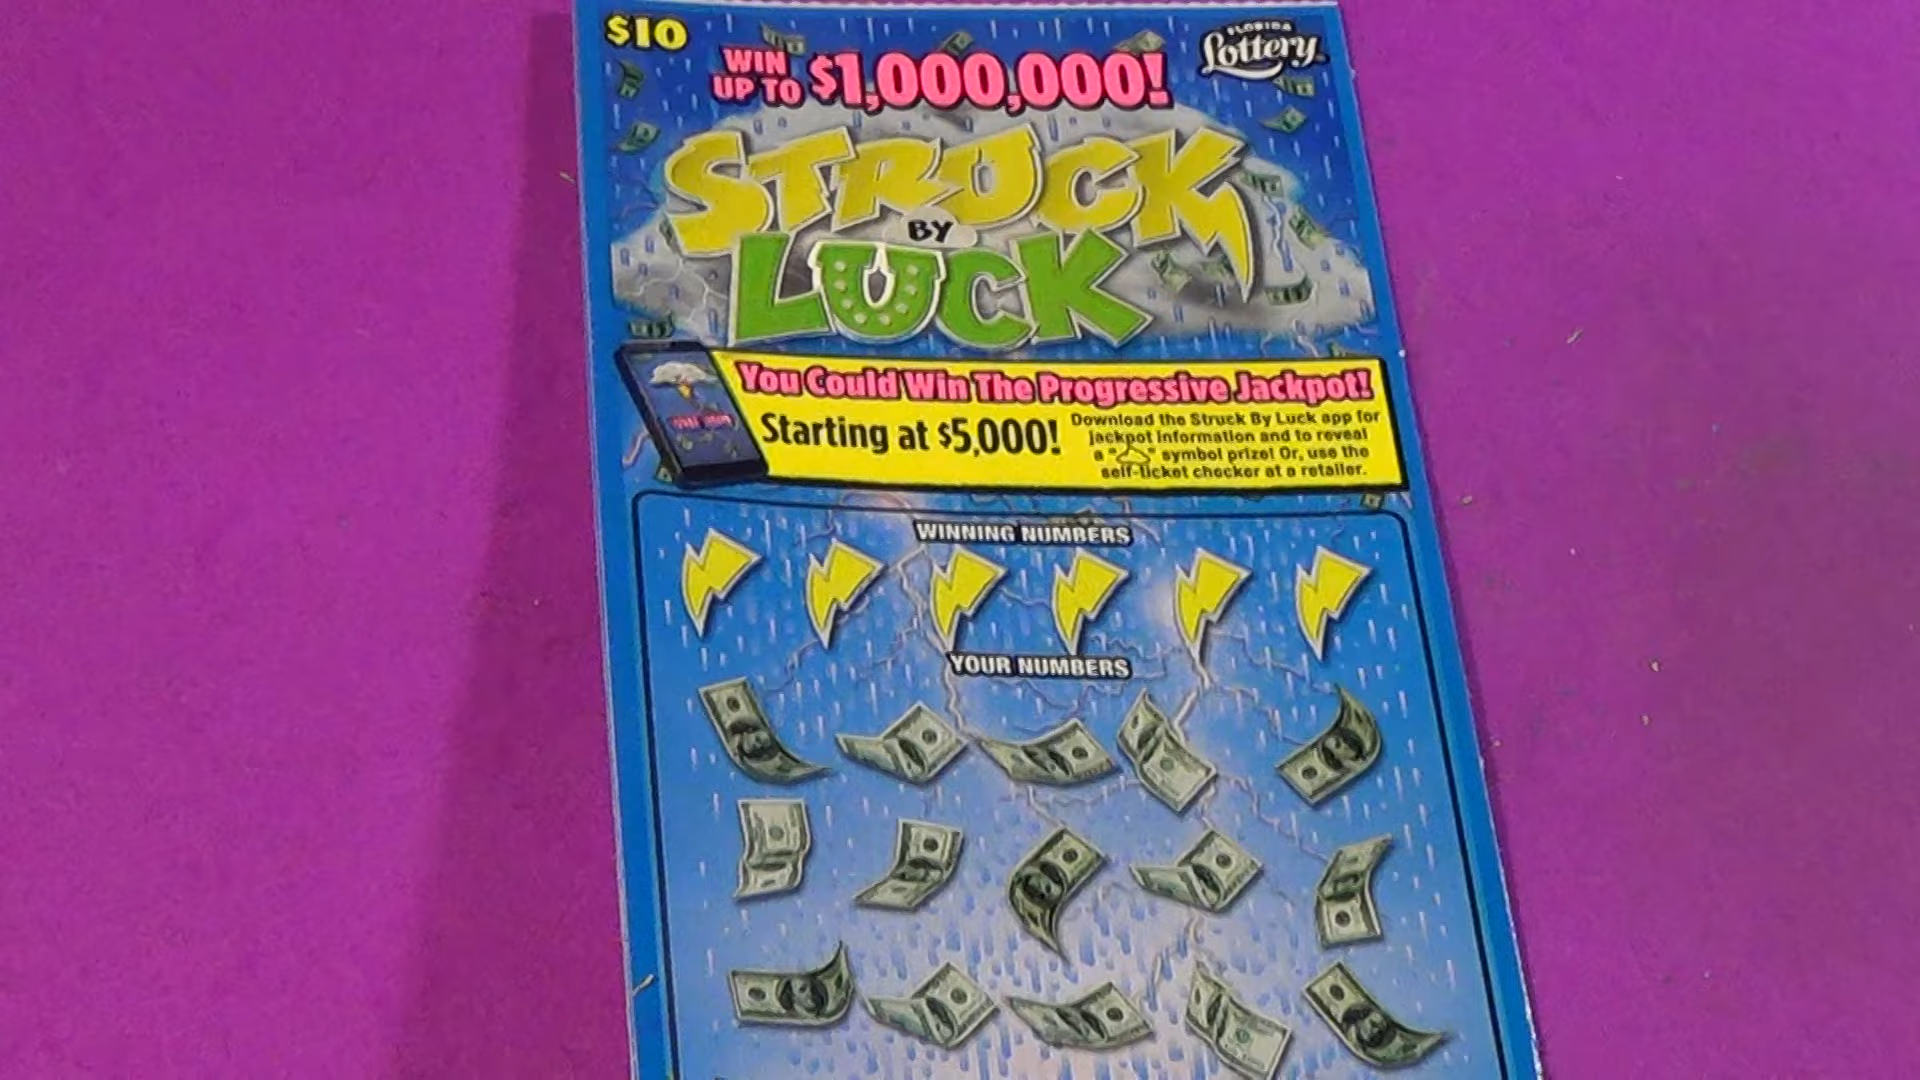 $10
FLORIDA
Lottery
WIN
UP TO $1,000,000!
STRUCK
BY
LUCK
You Could Win The Progressive Jackpot!
Starting at $5,000!
Download the Struck By Luck app for
jackpot information and to reveal
a " " symbol prize! Or, use the
self-ticket checker at a retailer.
WINNING NUMBERS
YOUR NUMBERS